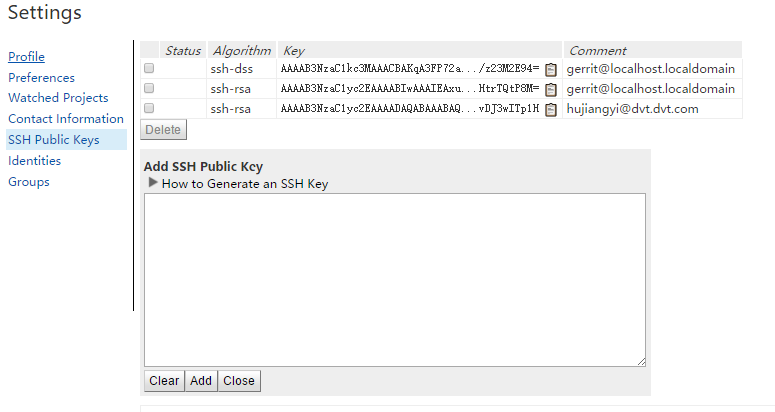 Settings
Profile
Preferences
Watched Projects
Contact Information
SSH Public Keys
Identities
Groups
Status Algorithm Key Comment
ssh-dss AAAAB3NzaC1kc3MAAACBAKqA3FP72a.../z23M2E94= gerrit@localhost.localdomain
ssh-rsa AAAAB3NzaC1yc2EAAAABIwAAAIEAxu...HtrTQtP8M= gerrit@localhost.localdomain
ssh-rsa AAAAB3NzaC1yc2EAAAADAQABAAABAQ...vDJ3wITp1H hujiangyi@dvt.dvt.com
Delete
Add SSH Public Key
How to Generate an SSH Key
Clear Add Close